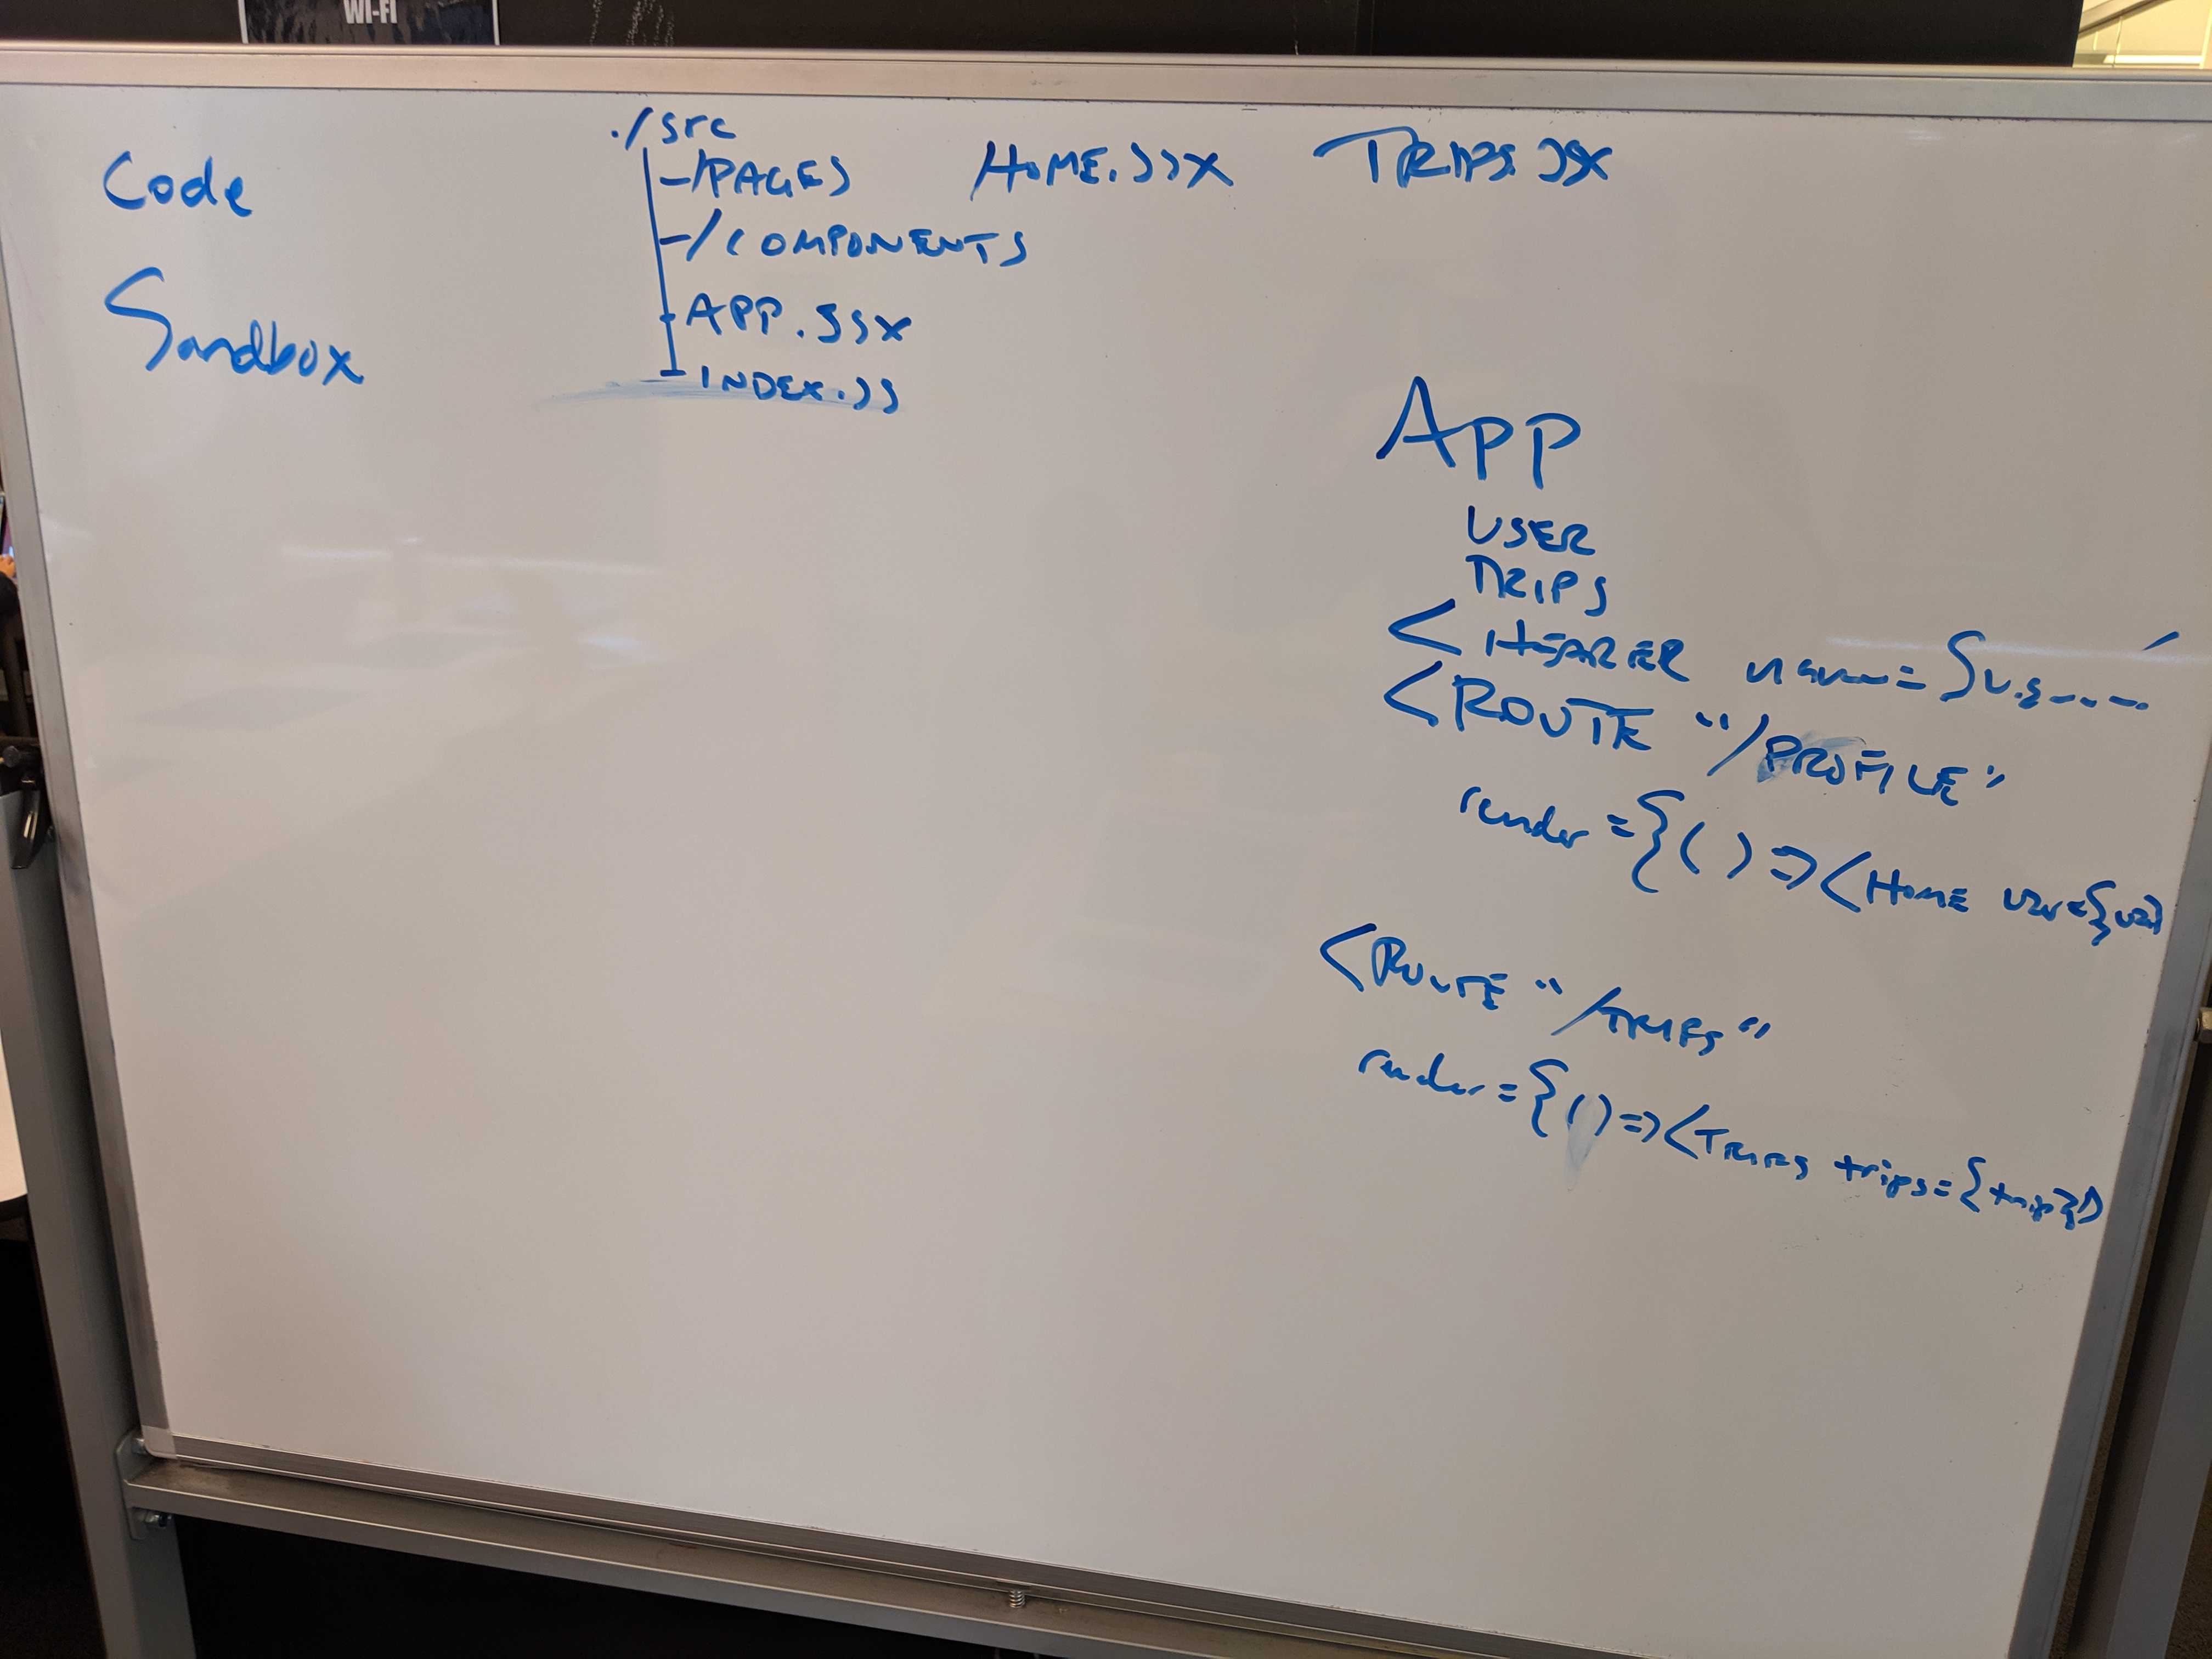 WI-FI
Code
Sandbox
./src
-/PAGES HOME.JSX TRIPS.JSX
-/COMPONENTS
-APP.JSX
-INDEX.JS
APP
USER
TRIPS
<HEADER name={
<ROUTE "/PROFILE"
render={()=><HOME user={user}
<ROUTE "/TRIPS"
render={()=><TRIPS trips={trips}>